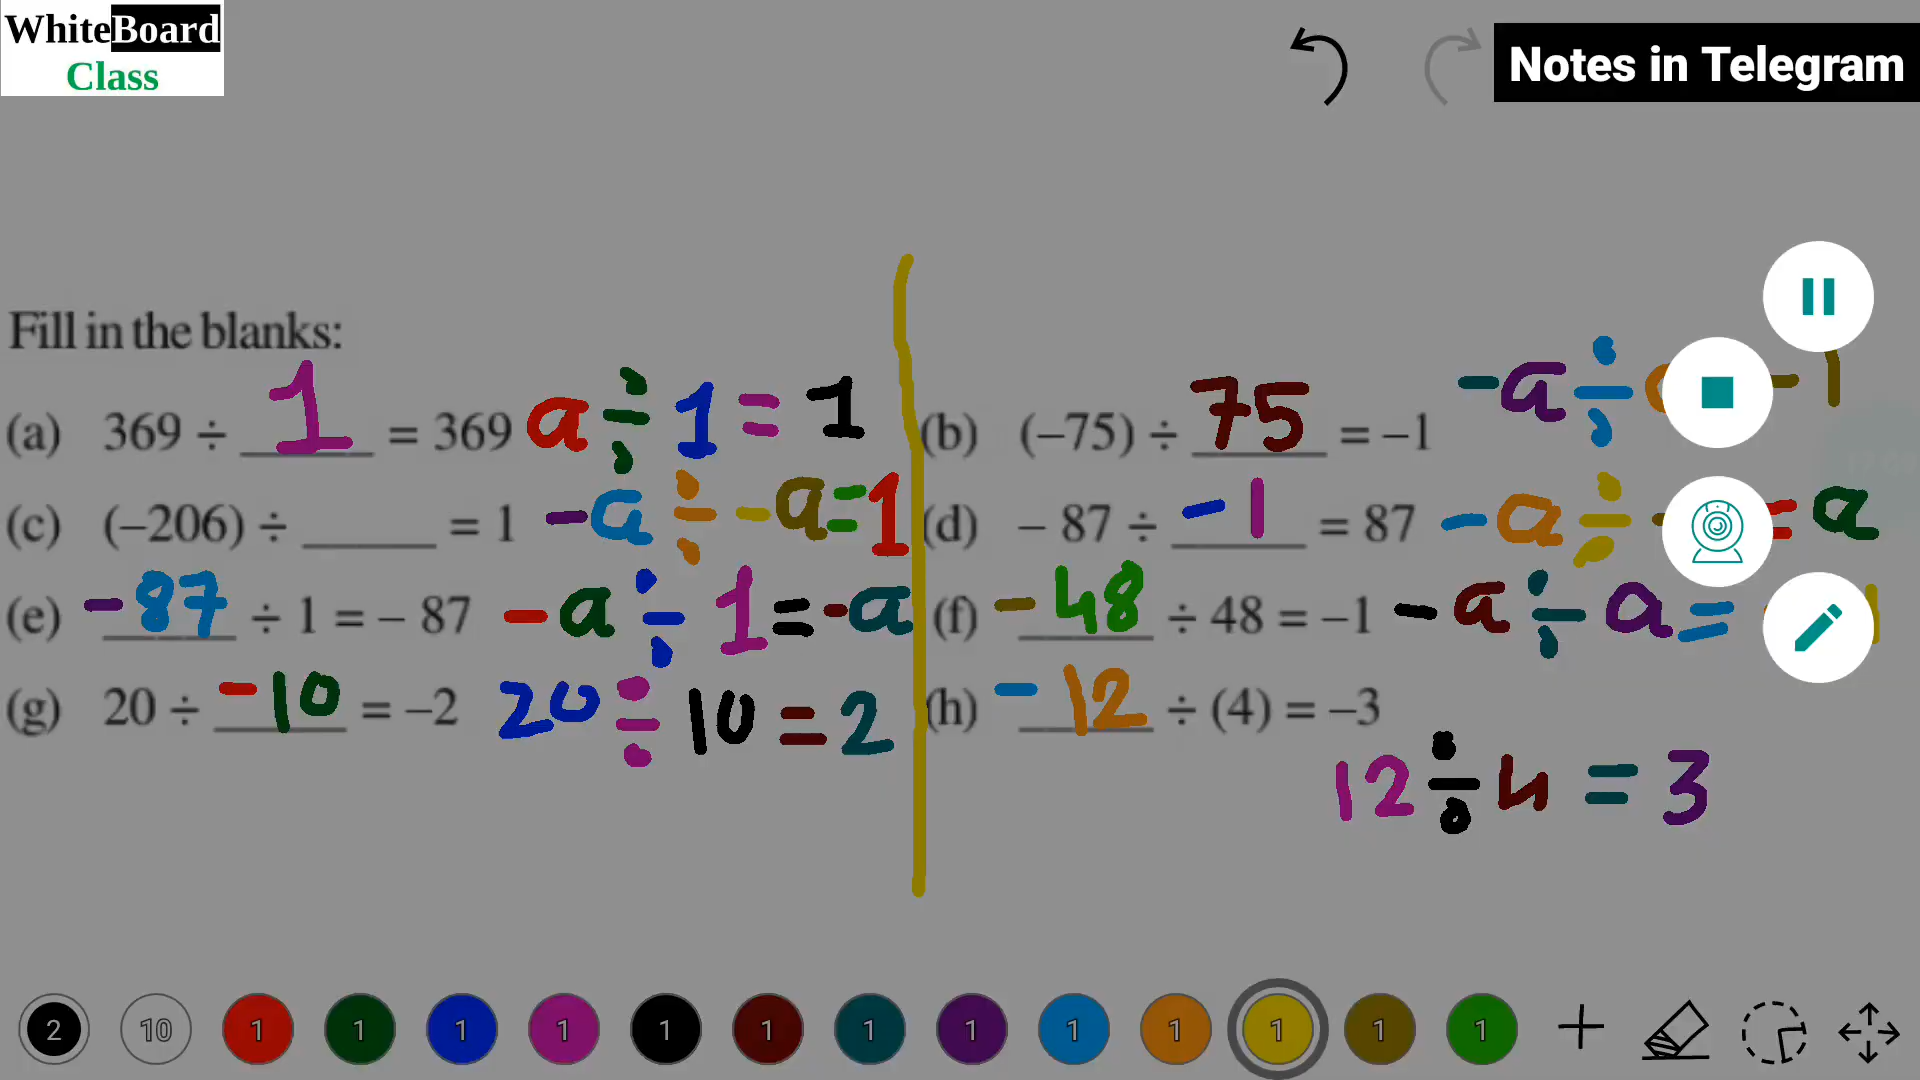 WhiteBoard
Class
Notes in Telegram
Fill in the blanks:
(a) 369 ÷ 1 = 369 a ÷ 1 = 1
(b) (–75) ÷ 75 = –1 -a ÷ - 1
(c) (–206) ÷ ______ = 1 -a ÷ -a = 1
(d) – 87 ÷ -1 = 87 -a ÷ - = a
(e) -87 ÷ 1 = – 87 -a ÷ 1 = -a
(f) -48 ÷ 48 = –1 -a ÷ a =
(g) 20 ÷ -10 = –2 20 ÷ 10 = 2
(h) -12 ÷ (4) = –3
12 ÷ 4 = 3
2 10 1 1 1 1 1 1 1 1 1 1 1 1 1